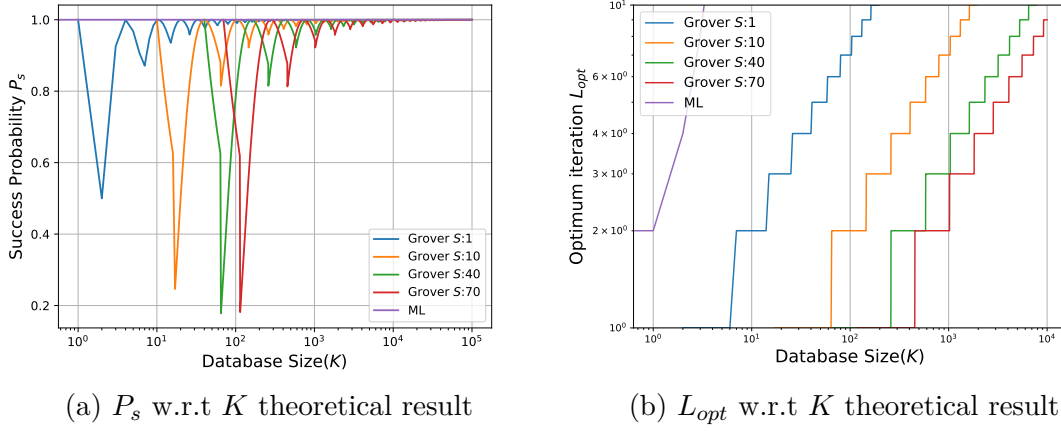 Success Probability P_s
1.0
0.8
0.6
0.4
0.2
Grover S:1
Grover S:10
Grover S:40
Grover S:70
ML
10^0
10^1
10^2
10^3
10^4
10^5
Database Size(K)
(a) P_s w.r.t K theoretical result
Optimum iteration L_opt
10^1
6 × 10^0
4 × 10^0
3 × 10^0
2 × 10^0
10^0
Grover S:1
Grover S:10
Grover S:40
Grover S:70
ML
10^0
10^1
10^2
10^3
10^4
Database Size(K)
(b) L_opt w.r.t K theoretical result